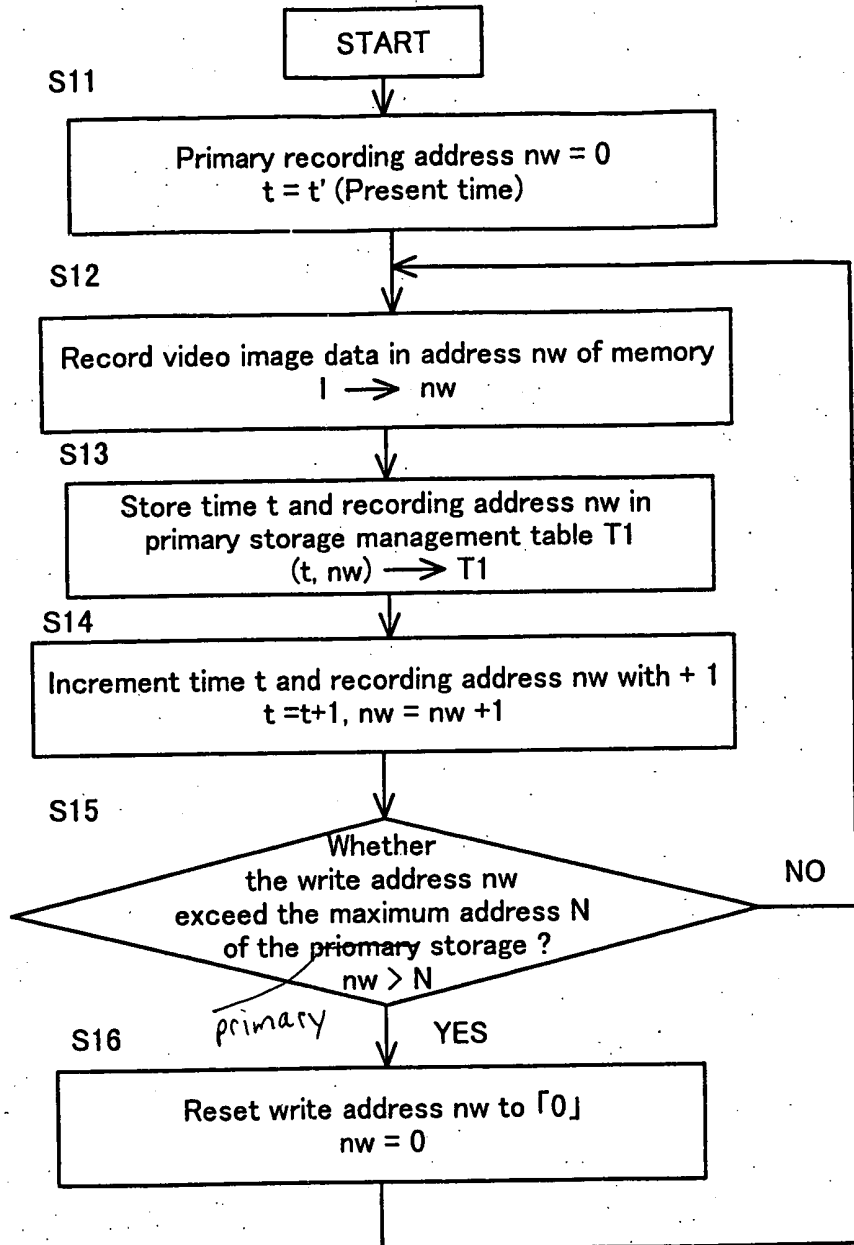 START
S11
Primary recording address nw = 0
t = t' (Present time)
S12
Record video image data in address nw of memory
I → nw
S13
Store time t and recording address nw in
primary storage management table T1
(t, nw) → T1
S14
Increment time t and recording address nw with + 1
t =t+1, nw = nw +1
S15
Whether
the write address nw
exceed the maximum address N
of the priomary storage ?
nw > N
NO
primary
YES
S16
Reset write address nw to「0」
nw = 0